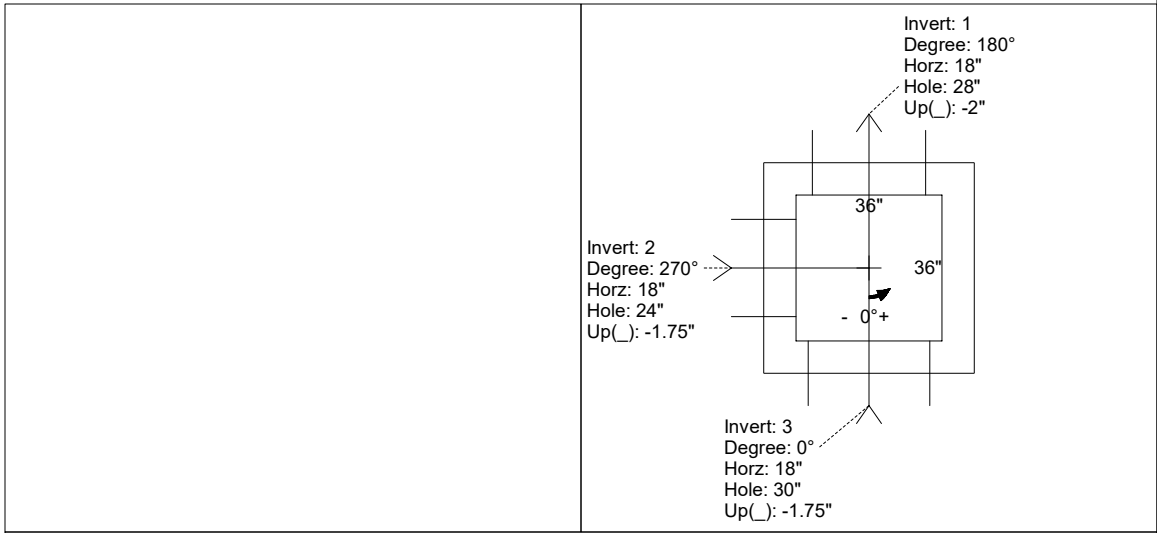 Invert: 1
Degree: 180°
Horz: 18"
Hole: 28"
Up(_): -2"
36"
Invert: 2
Degree: 270°
Horz: 18"
Hole: 24"
Up(_): -1.75"
36"
- 0°+
Invert: 3
Degree: 0°
Horz: 18"
Hole: 30"
Up(_): -1.75"